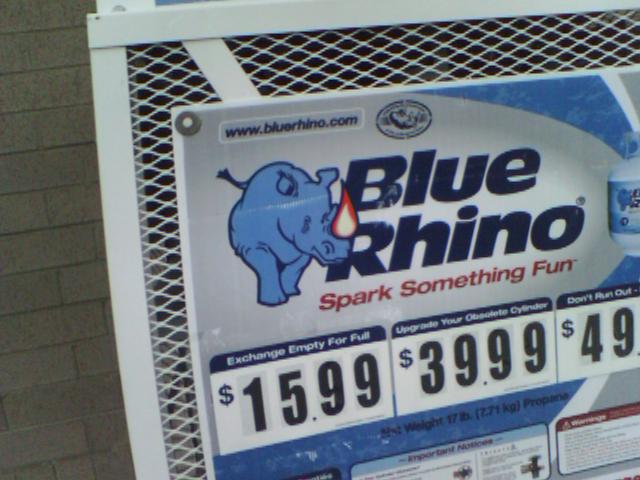 www.bluerhino.com
Blue
Rhino®
Spark Something Fun™
Exchange Empty For Full
$15.99
Upgrade Your Obsolete Cylinder
$39.99
Don't Run Out -
$49.
Net Weight 17 lb. (7.71 kg) Propane
Important Notices
Warnings